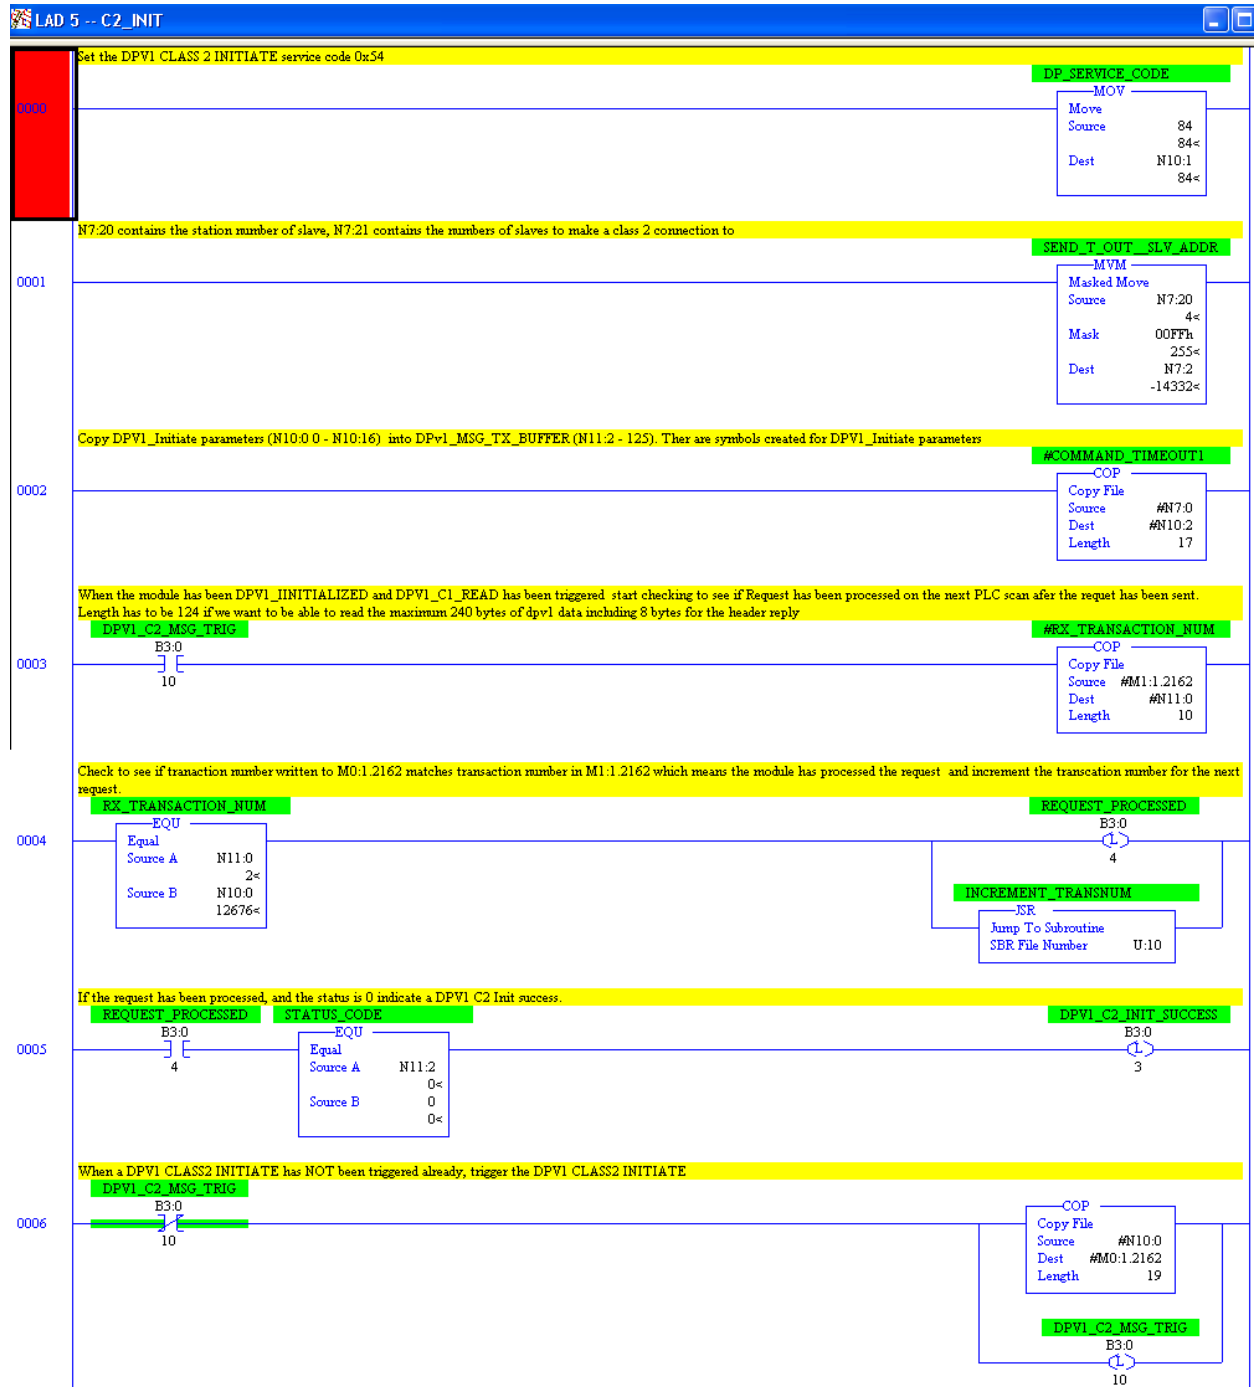 LAD 5 -- C2_INIT
Set the DPV1 CLASS 2 INITIATE service code 0x54
DP_SERVICE_CODE
0000
MOV
Move
Source 84
84<
Dest N10:1
84<
N7:20 contains the station number of slave, N7:21 contains the numbers of slaves to make a class 2 connection to
SEND_T_OUT__SLV_ADDR
0001
MVM
Masked Move
Source N7:20
4<
Mask 00FFh
255<
Dest N7:2
-14332<
Copy DPV1_Initiate parameters (N10:0 0 - N10:16) into DPv1_MSG_TX_BUFFER (N11:2 - 125). Ther are symbols created for DPV1_Initiate parameters
#COMMAND_TIMEOUT1
0002
COP
Copy File
Source #N7:0
Dest #N10:2
Length 17
When the module has been DPV1_IINITIALIZED and DPV1_C1_READ has been triggered start checking to see if Request has been processed on the next PLC scan afer the requet has been sent.
Length has to be 124 if we want to be able to read the maximum 240 bytes of dpv1 data including 8 bytes for the header reply
DPV1_C2_MSG_TRIG #RX_TRANSACTION_NUM
B3:0
0003
10
COP
Copy File
Source #M1:1.2162
Dest #N11:0
Length 10
Check to see if tranaction number written to M0:1.2162 matches transaction number in M1:1.2162 which means the module has processed the request and increment the transcation number for the next
request.
RX_TRANSACTION_NUM REQUEST_PROCESSED
0004
EQU
Equal
Source A N11:0
2<
Source B N10:0
12676<
B3:0
L
4
INCREMENT_TRANSNUM
JSR
Jump To Subroutine
SBR File Number U:10
If the request has been processed, and the status is 0 indicate a DPV1 C2 Init success.
REQUEST_PROCESSED STATUS_CODE DPV1_C2_INIT_SUCCESS
0005
B3:0
4
EQU
Equal
Source A N11:2
0<
Source B 0
0<
B3:0
L
3
When a DPV1 CLASS2 INITIATE has NOT been triggered already, trigger the DPV1 CLASS2 INITIATE
DPV1_C2_MSG_TRIG
B3:0
0006
10
COP
Copy File
Source #N10:0
Dest #M0:1.2162
Length 19
DPV1_C2_MSG_TRIG
B3:0
L
10